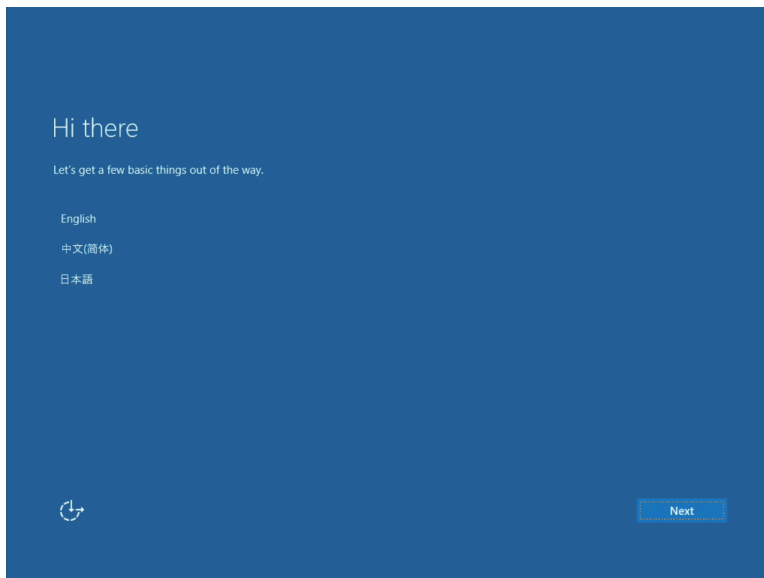 Hi there
Let's get a few basic things out of the way.
English
中文(简体)
日本語
Next